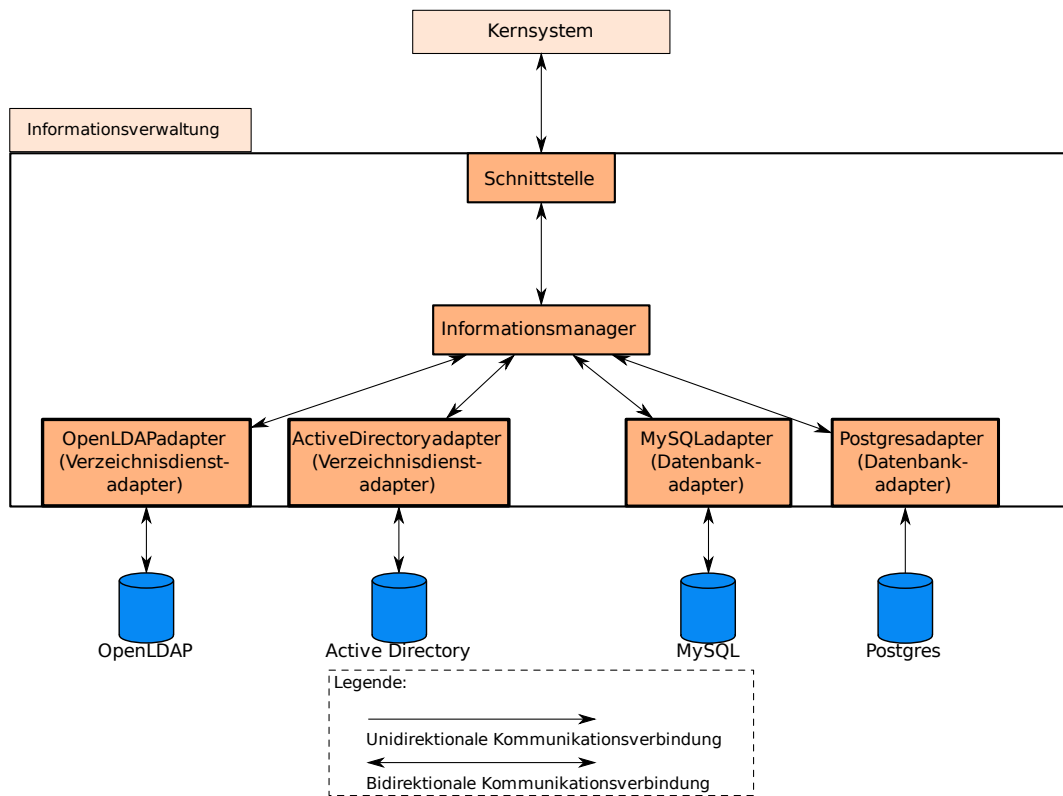 Kernsystem
Informationsverwaltung
Schnittstelle
Informationsmanager
OpenLDAPadapter
(Verzeichnisdienst-
adapter)
ActiveDirectoryadapter
(Verzeichnisdienst-
adapter)
MySQLadapter
(Datenbank-
adapter)
Postgresadapter
(Datenbank-
adapter)
OpenLDAP
Active Directory
MySQL
Postgres
Legende:
Unidirektionale Kommunikationsverbindung
Bidirektionale Kommunikationsverbindung